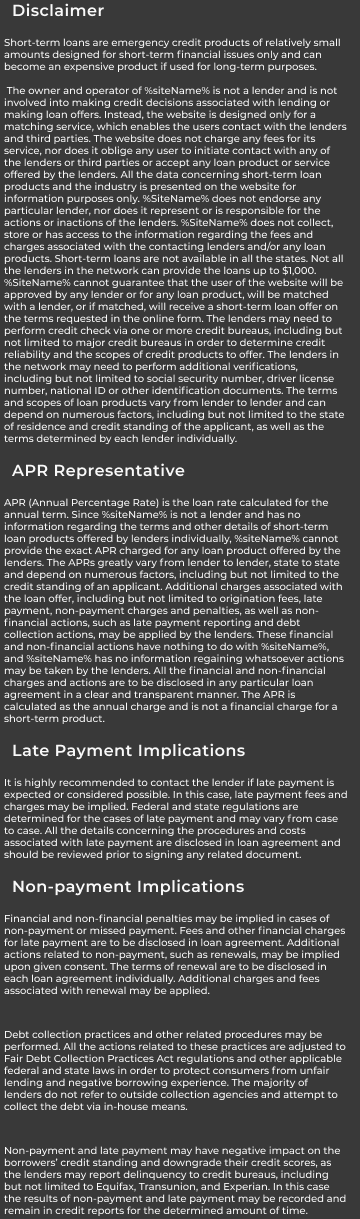 Disclaimer
Short-term loans are emergency credit products of relatively small
amounts designed for short-term financial issues only and can
become an expensive product if used for long-term purposes.
The owner and operator of %siteName% is not a lender and is not
involved into making credit decisions associated with lending or
making loan offers. Instead, the website is designed only for a
matching service, which enables the users contact with the lenders
and third parties. The website does not charge any fees for its
service, nor does it oblige any user to initiate contact with any of
the lenders or third parties or accept any loan product or service
offered by the lenders. All the data concerning short-term loan
products and the industry is presented on the website for
information purposes only. %siteName% does not endorse any
particular lender, nor does it represent or is responsible for the
actions or inactions of the lenders. %siteName% does not collect,
store or has access to the information regarding the fees and
charges associated with the contacting lenders and/or any loan
products. Short-term loans are not available in all the states. Not all
the lenders in the network can provide the loans up to $1,000.
%SiteName% cannot guarantee that the user of the website will be
approved by any lender or for any loan product, will be matched
with a lender, or if matched, will receive a short-term loan offer on
the terms requested in the online form. The lenders may need to
perform credit check via one or more credit bureaus, including but
not limited to major credit bureaus in order to determine credit
reliability and the scopes of credit products to offer. The lenders in
the network may need to perform additional verifications,
including but not limited to social security number, driver license
number, national ID or other identification documents. The terms
and scopes of loan products vary from lender to lender and can
depend on numerous factors, including but not limited to the state
of residence and credit standing of the applicant, as well as the
terms determined by each lender individually.
APR Representative
APR (Annual Percentage Rate) is the loan rate calculated for the
annual term. Since %siteName% is not a lender and has no
information regarding the terms and other details of short-term
loan products offered by lenders individually, %siteName% cannot
provide the exact APR charged for any loan product offered by the
lenders. The APRs greatly vary from lender to lender, state to state
and depend on numerous factors, including but not limited to the
credit standing of an applicant. Additional charges associated with
the loan offer, including but not limited to origination fees, late
payment, non-payment charges and penalties, as well as non-
financial actions, such as late payment reporting and debt
collection actions, may be applied by the lenders. These financial
and non-financial actions have nothing to do with %siteName%,
and %siteName% has no information regaining whatsoever actions
may be taken by the lenders. All the financial and non-financial
charges and actions are to be disclosed in any particular loan
agreement in a clear and transparent manner. The APR is
calculated as the annual charge and is not a financial charge for a
short-term product.
Late Payment Implications
It is highly recommended to contact the lender if late payment is
expected or considered possible. In this case, late payment fees and
charges may be implied. Federal and state regulations are
determined for the cases of late payment and may vary from case
to case. All the details concerning the procedures and costs
associated with late payment are disclosed in loan agreement and
should be reviewed prior to signing any related document.
Non-payment Implications
Financial and non-financial penalties may be implied in cases of
non-payment or missed payment. Fees and other financial charges
for late payment are to be disclosed in loan agreement. Additional
actions related to non-payment, such as renewals, may be implied
upon given consent. The terms of renewal are to be disclosed in
each loan agreement individually. Additional charges and fees
associated with renewal may be applied.
Debt collection practices and other related procedures may be
performed. All the actions related to these practices are adjusted to
Fair Debt Collection Practices Act regulations and other applicable
federal and state laws in order to protect consumers from unfair
lending and negative borrowing experience. The majority of
lenders do not refer to outside collection agencies and attempt to
collect the debt via in-house means.
Non-payment and late payment may have negative impact on the
borrowers' credit standing and downgrade their credit scores, as
the lenders may report delinquency to credit bureaus, including
but not limited to Equifax, Transunion, and Experian. In this case
the results of non-payment and late payment may be recorded and
remain in credit reports for the determined amount of time.